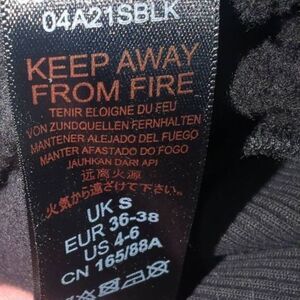 04A21SBLK
KEEP AWAY
FROM FIRE
TENIR ELOIGNE DU FEU
VON ZUNDQUELLEN FERNHALTEN
MANTENER ALEJADO DEL FUEGO
MANTER AFASTADO DO FOGO
JAUHKAN DARI API
远离火源
火気から遠ざけて下さい
UK S
EUR 36-38
US 4-6
CN 165/88A